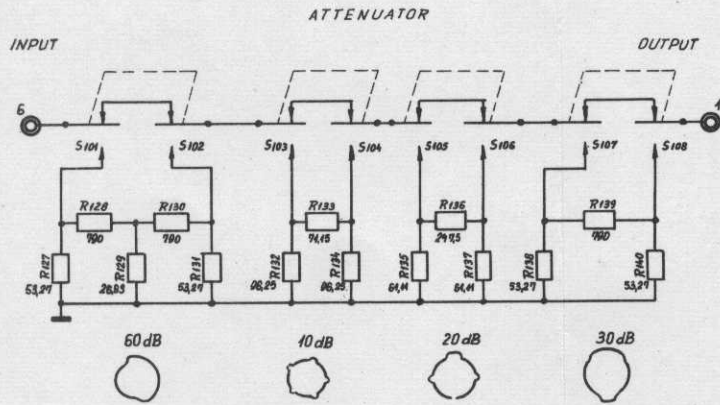 ATTENUATOR
INPUT
OUTPUT
6
S101
S102
S103
S104
S105
S106
S107
S108
R128
790
R130
790
R133
71,15
R136
247,5
R139
790
R127
53,27
R129
R131
53,27
R132
96,25
R134
96,25
R135
61,11
R137
61,11
R138
53,27
R140
53,27
60 dB
10 dB
20 dB
30 dB